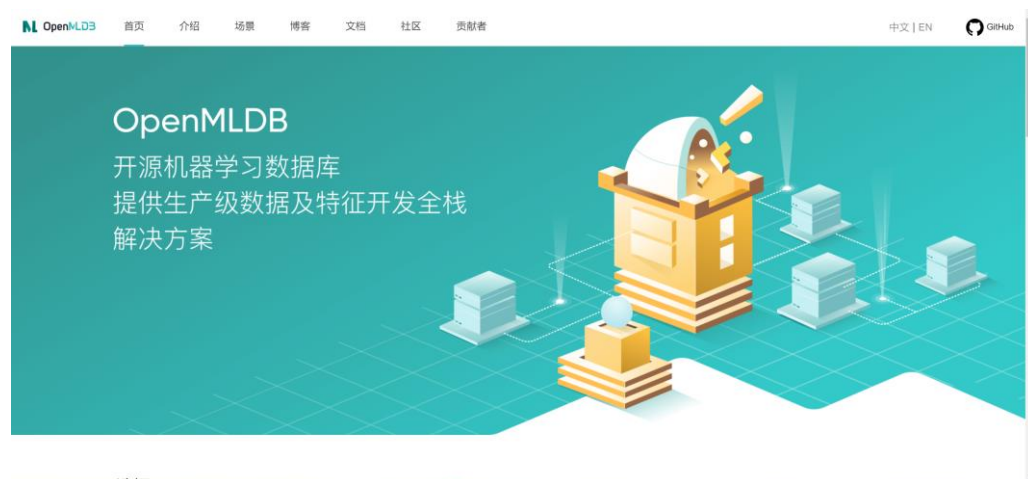 OpenMLDB 首页 介绍 场景 博客 文档 社区 贡献者 中文 | EN GitHub
OpenMLDB
开源机器学习数据库
提供生产级数据及特征开发全栈
解决方案